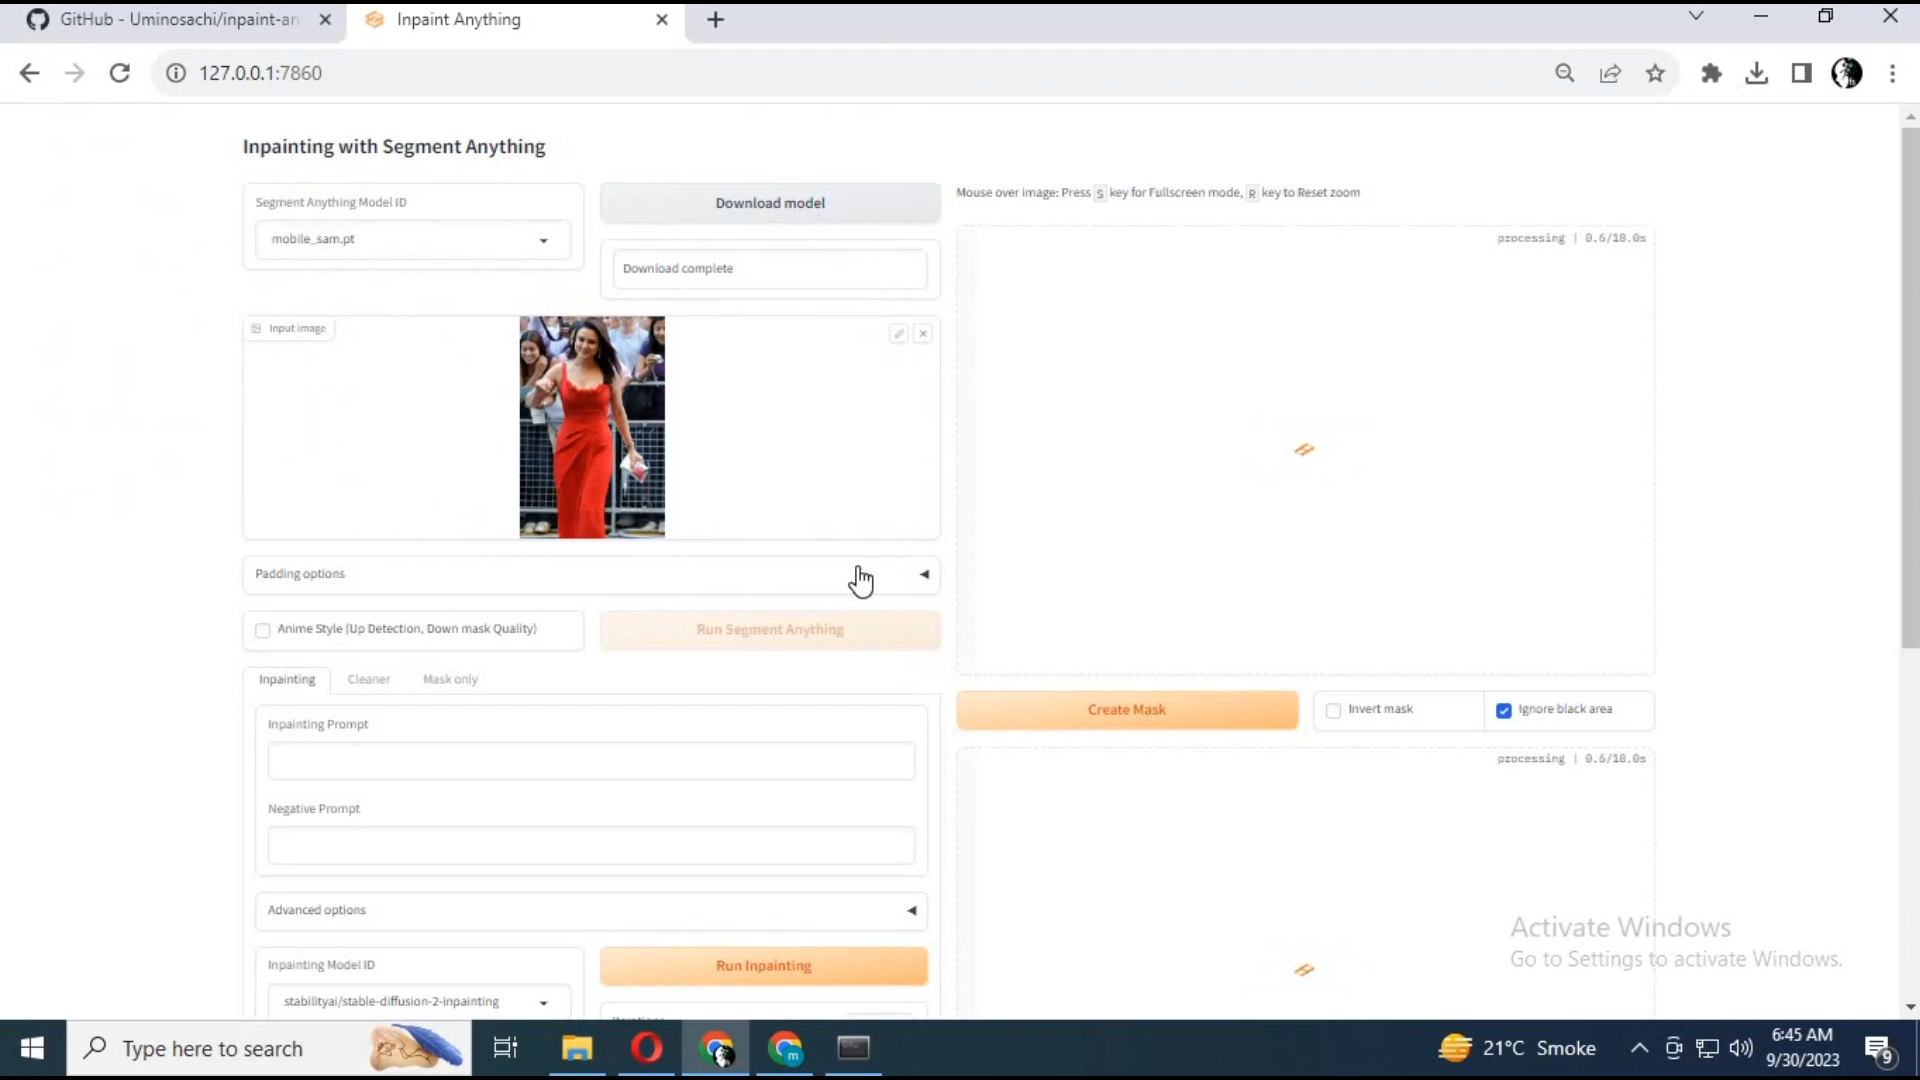 GitHub - Uminosachi/inpaint-an
Inpaint Anything
127.0.0.1:7860
Inpainting with Segment Anything
Segment Anything Model ID
mobile_sam.pt
Download model
Download complete
Mouse over image: Press S key for Fullscreen mode, R key to Reset zoom
processing | 0.6/18.0s
Input image
Padding options
Anime Style (Up Detection, Down mask Quality)
Run Segment Anything
Inpainting
Cleaner
Mask only
Inpainting Prompt
Negative Prompt
Advanced options
Inpainting Model ID
stabilityai/stable-diffusion-2-inpainting
Run Inpainting
Iterations
Create Mask
Invert mask
Ignore black area
processing | 0.6/18.0s
Activate Windows
Go to Settings to activate Windows.
Type here to search
m
21°C Smoke
6:45 AM
9/30/2023
9